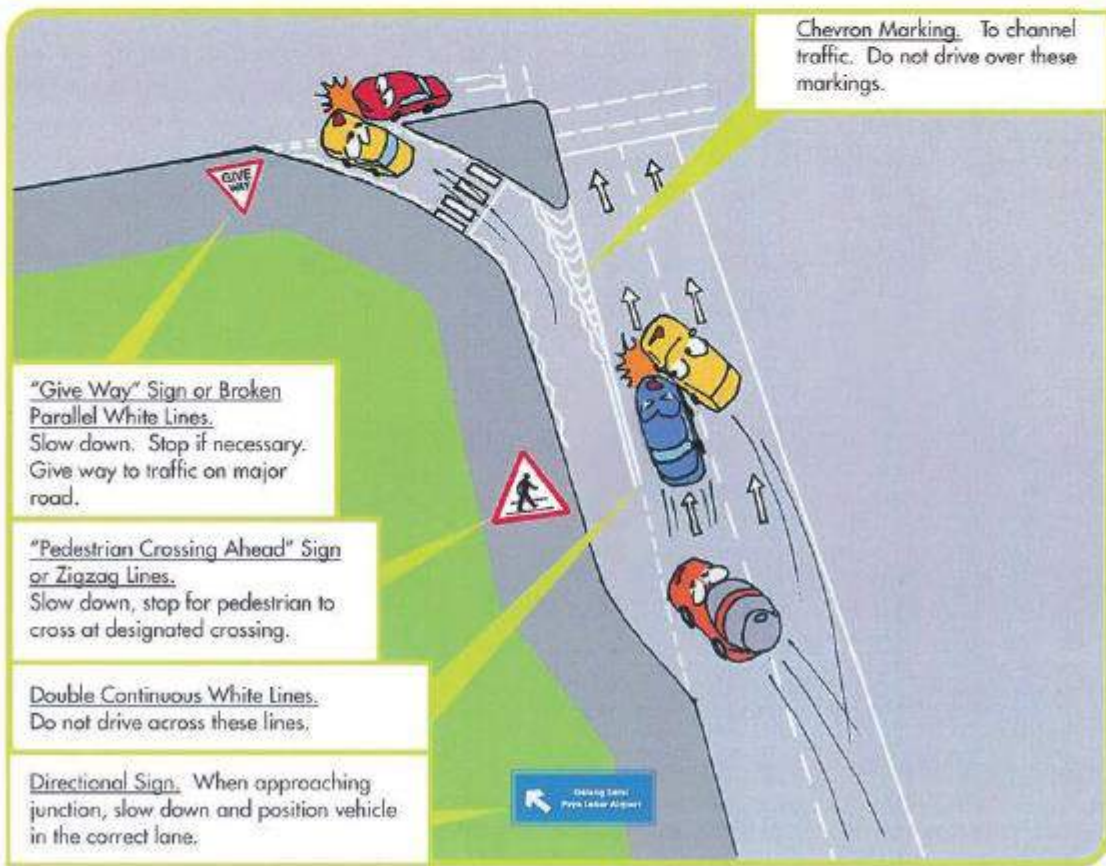 Chevron Marking. To channel
traffic. Do not drive over these
markings.
GIVE
WAY
"Give Way" Sign or Broken
Parallel White Lines.
Slow down. Stop if necessary.
Give way to traffic on major
road.
"Pedestrian Crossing Ahead" Sign
or Zigzag Lines.
Slow down, stop for pedestrian to
cross at designated crossing.
Double Continuous White Lines.
Do not drive across these lines.
Directional Sign. When approaching
junction, slow down and position vehicle
in the correct lane.
Paya Lebar Airport